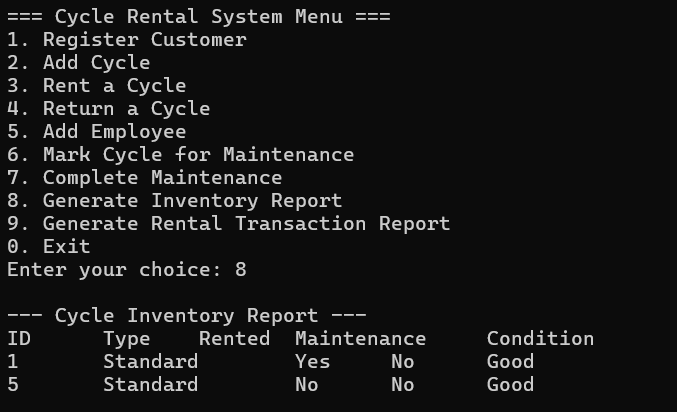 === Cycle Rental System Menu ===
1. Register Customer
2. Add Cycle
3. Rent a Cycle
4. Return a Cycle
5. Add Employee
6. Mark Cycle for Maintenance
7. Complete Maintenance
8. Generate Inventory Report
9. Generate Rental Transaction Report
0. Exit
Enter your choice: 8

--- Cycle Inventory Report ---
ID      Type    Rented  Maintenance     Condition
1       Standard        Yes     No      Good
5       Standard        No      No      Good